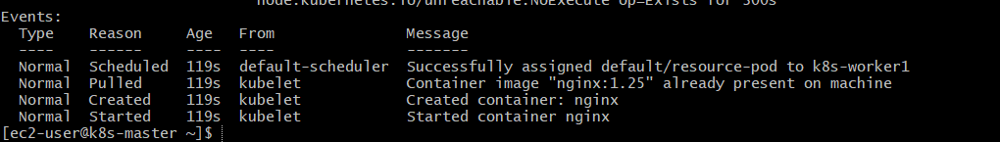 node.kubernetes.io/unreachable:NoExecute op=Exists for 300s
Events:
  Type    Reason     Age   From               Message
  ----    ------     ----  ----               -------
  Normal  Scheduled  119s  default-scheduler  Successfully assigned default/resource-pod to k8s-worker1
  Normal  Pulled     119s  kubelet            Container image "nginx:1.25" already present on machine
  Normal  Created    119s  kubelet            Created container: nginx
  Normal  Started    119s  kubelet            Started container nginx
[ec2-user@k8s-master ~]$